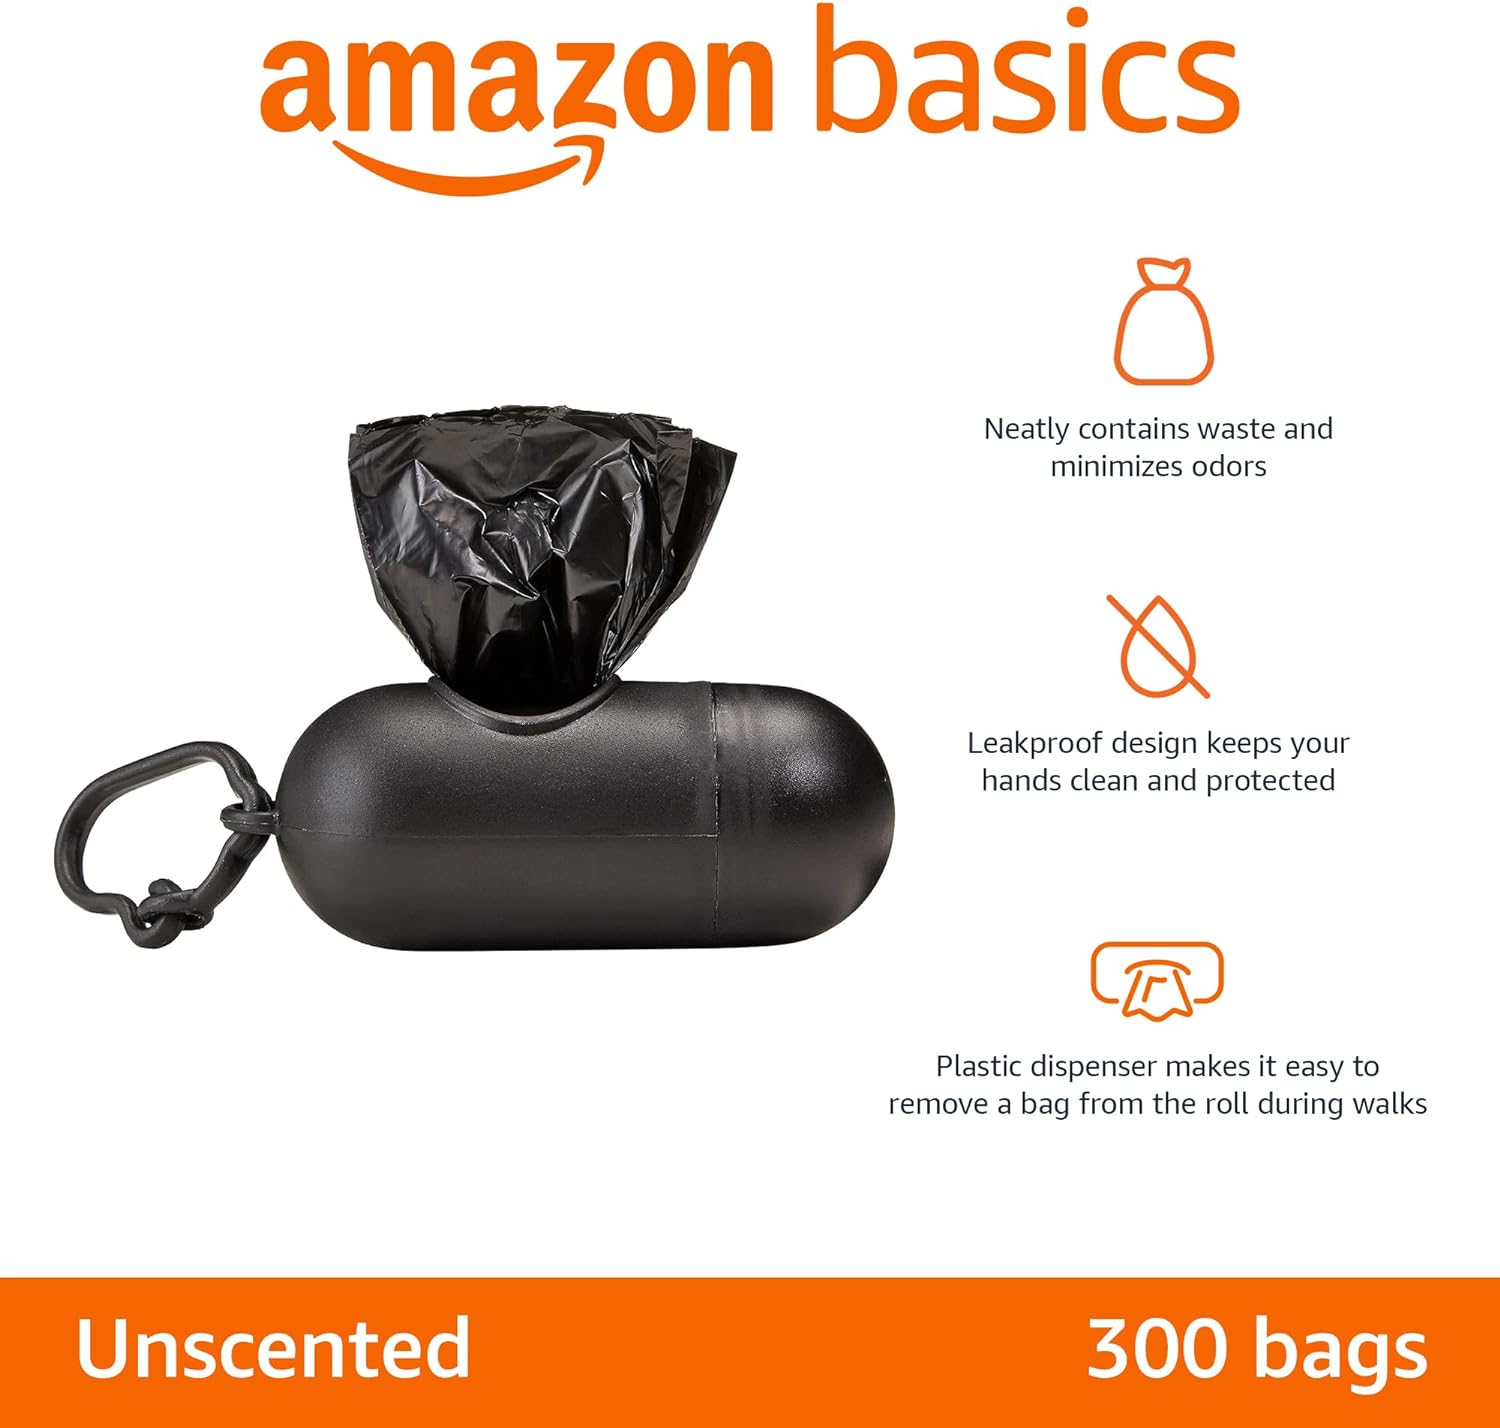 amazon basics
Neatly contains waste and
minimizes odors
Leakproof design keeps your
hands clean and protected
Plastic dispenser makes it easy to
remove a bag from the roll during walks
Unscented
300 bags